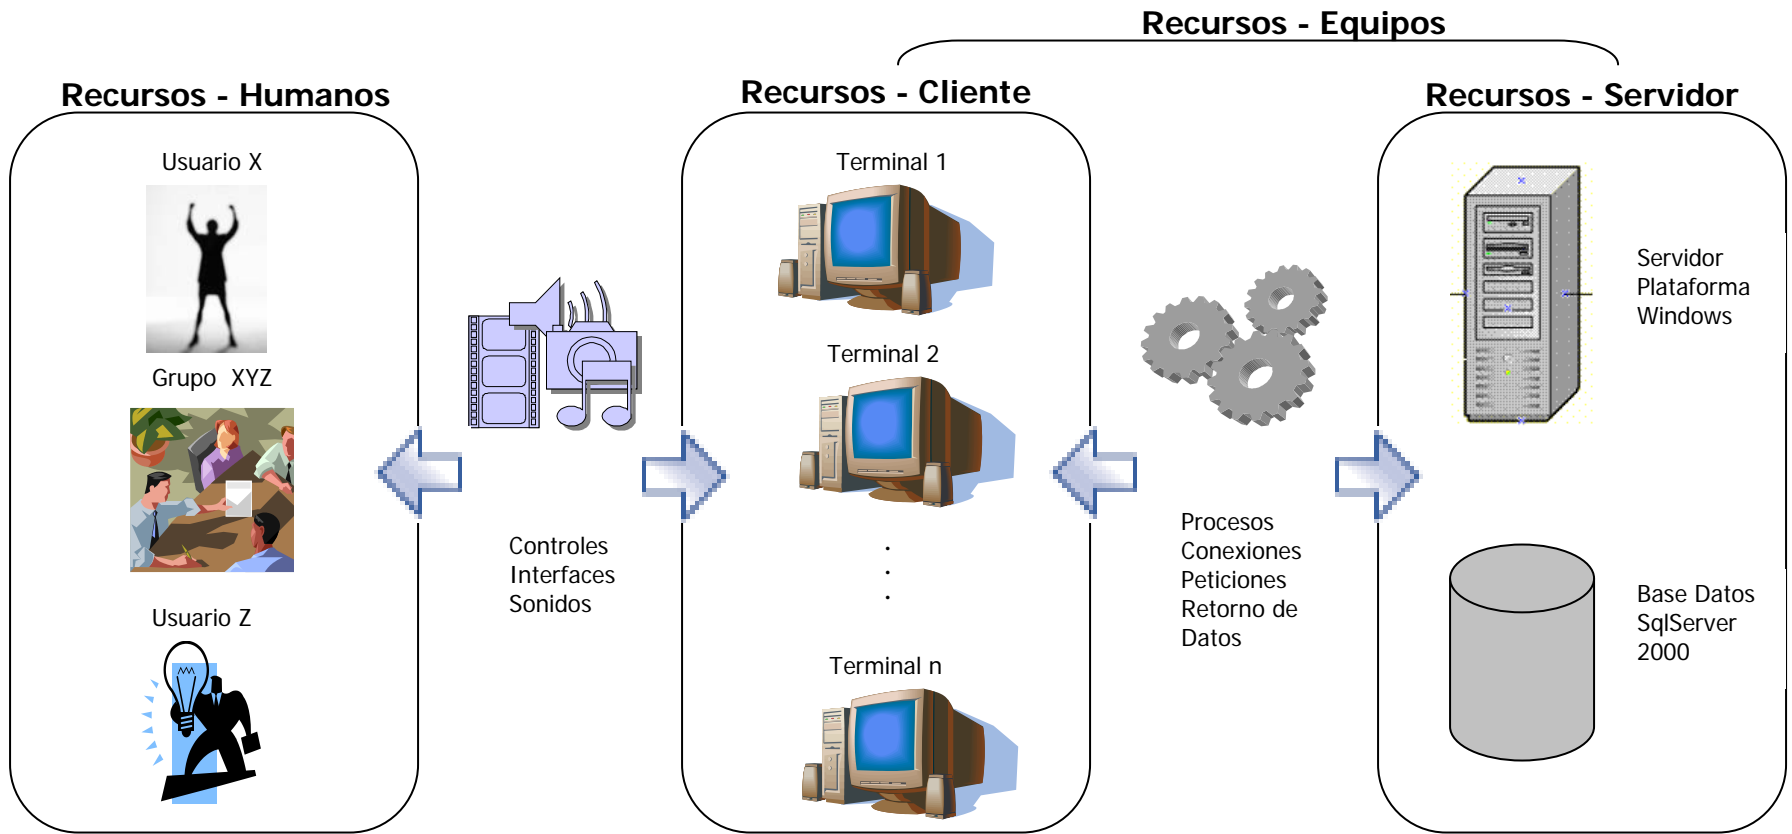 Recursos - Equipos
Recursos - Humanos
Recursos - Cliente
Recursos - Servidor
Usuario X
Grupo XYZ
Usuario Z
Controles
Interfaces
Sonidos
Terminal 1
Terminal 2
.
.
.
Terminal n
Procesos
Conexiones
Peticiones
Retorno de
Datos
Servidor
Plataforma
Windows
Base Datos
SqlServer
2000